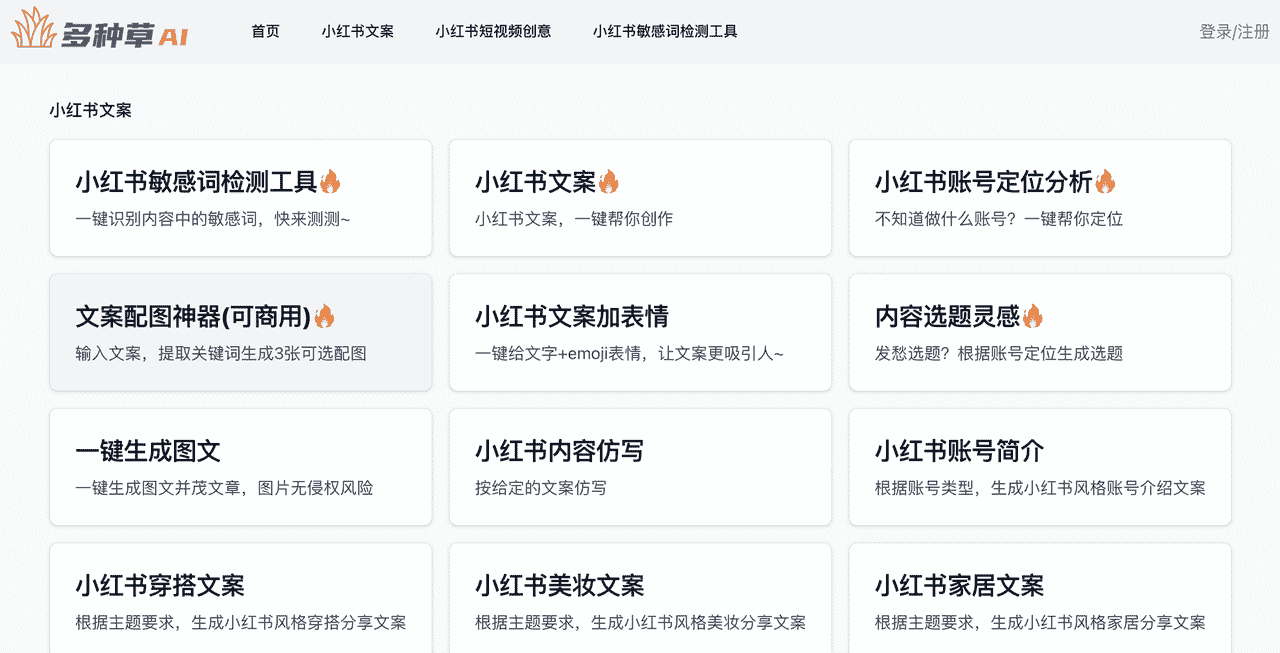 多种草AI 首页 小红书文案 小红书短视频创意 小红书敏感词检测工具 登录/注册
小红书文案
小红书敏感词检测工具🔥
一键识别内容中的敏感词，快来测测~
小红书文案🔥
小红书文案，一键帮你创作
小红书账号定位分析🔥
不知道做什么账号？一键帮你定位
文案配图神器(可商用)🔥
输入文案，提取关键词生成3张可选配图
小红书文案加表情
一键给文字+emoji表情，让文案更吸引人~
内容选题灵感🔥
发愁选题？根据账号定位生成选题
一键生成图文
一键生成图文并茂文章，图片无侵权风险
小红书内容仿写
按给定的文案仿写
小红书账号简介
根据账号类型，生成小红书风格账号介绍文案
小红书穿搭文案
根据主题要求，生成小红书风格穿搭分享文案
小红书美妆文案
根据主题要求，生成小红书风格美妆分享文案
小红书家居文案
根据主题要求，生成小红书风格家居分享文案